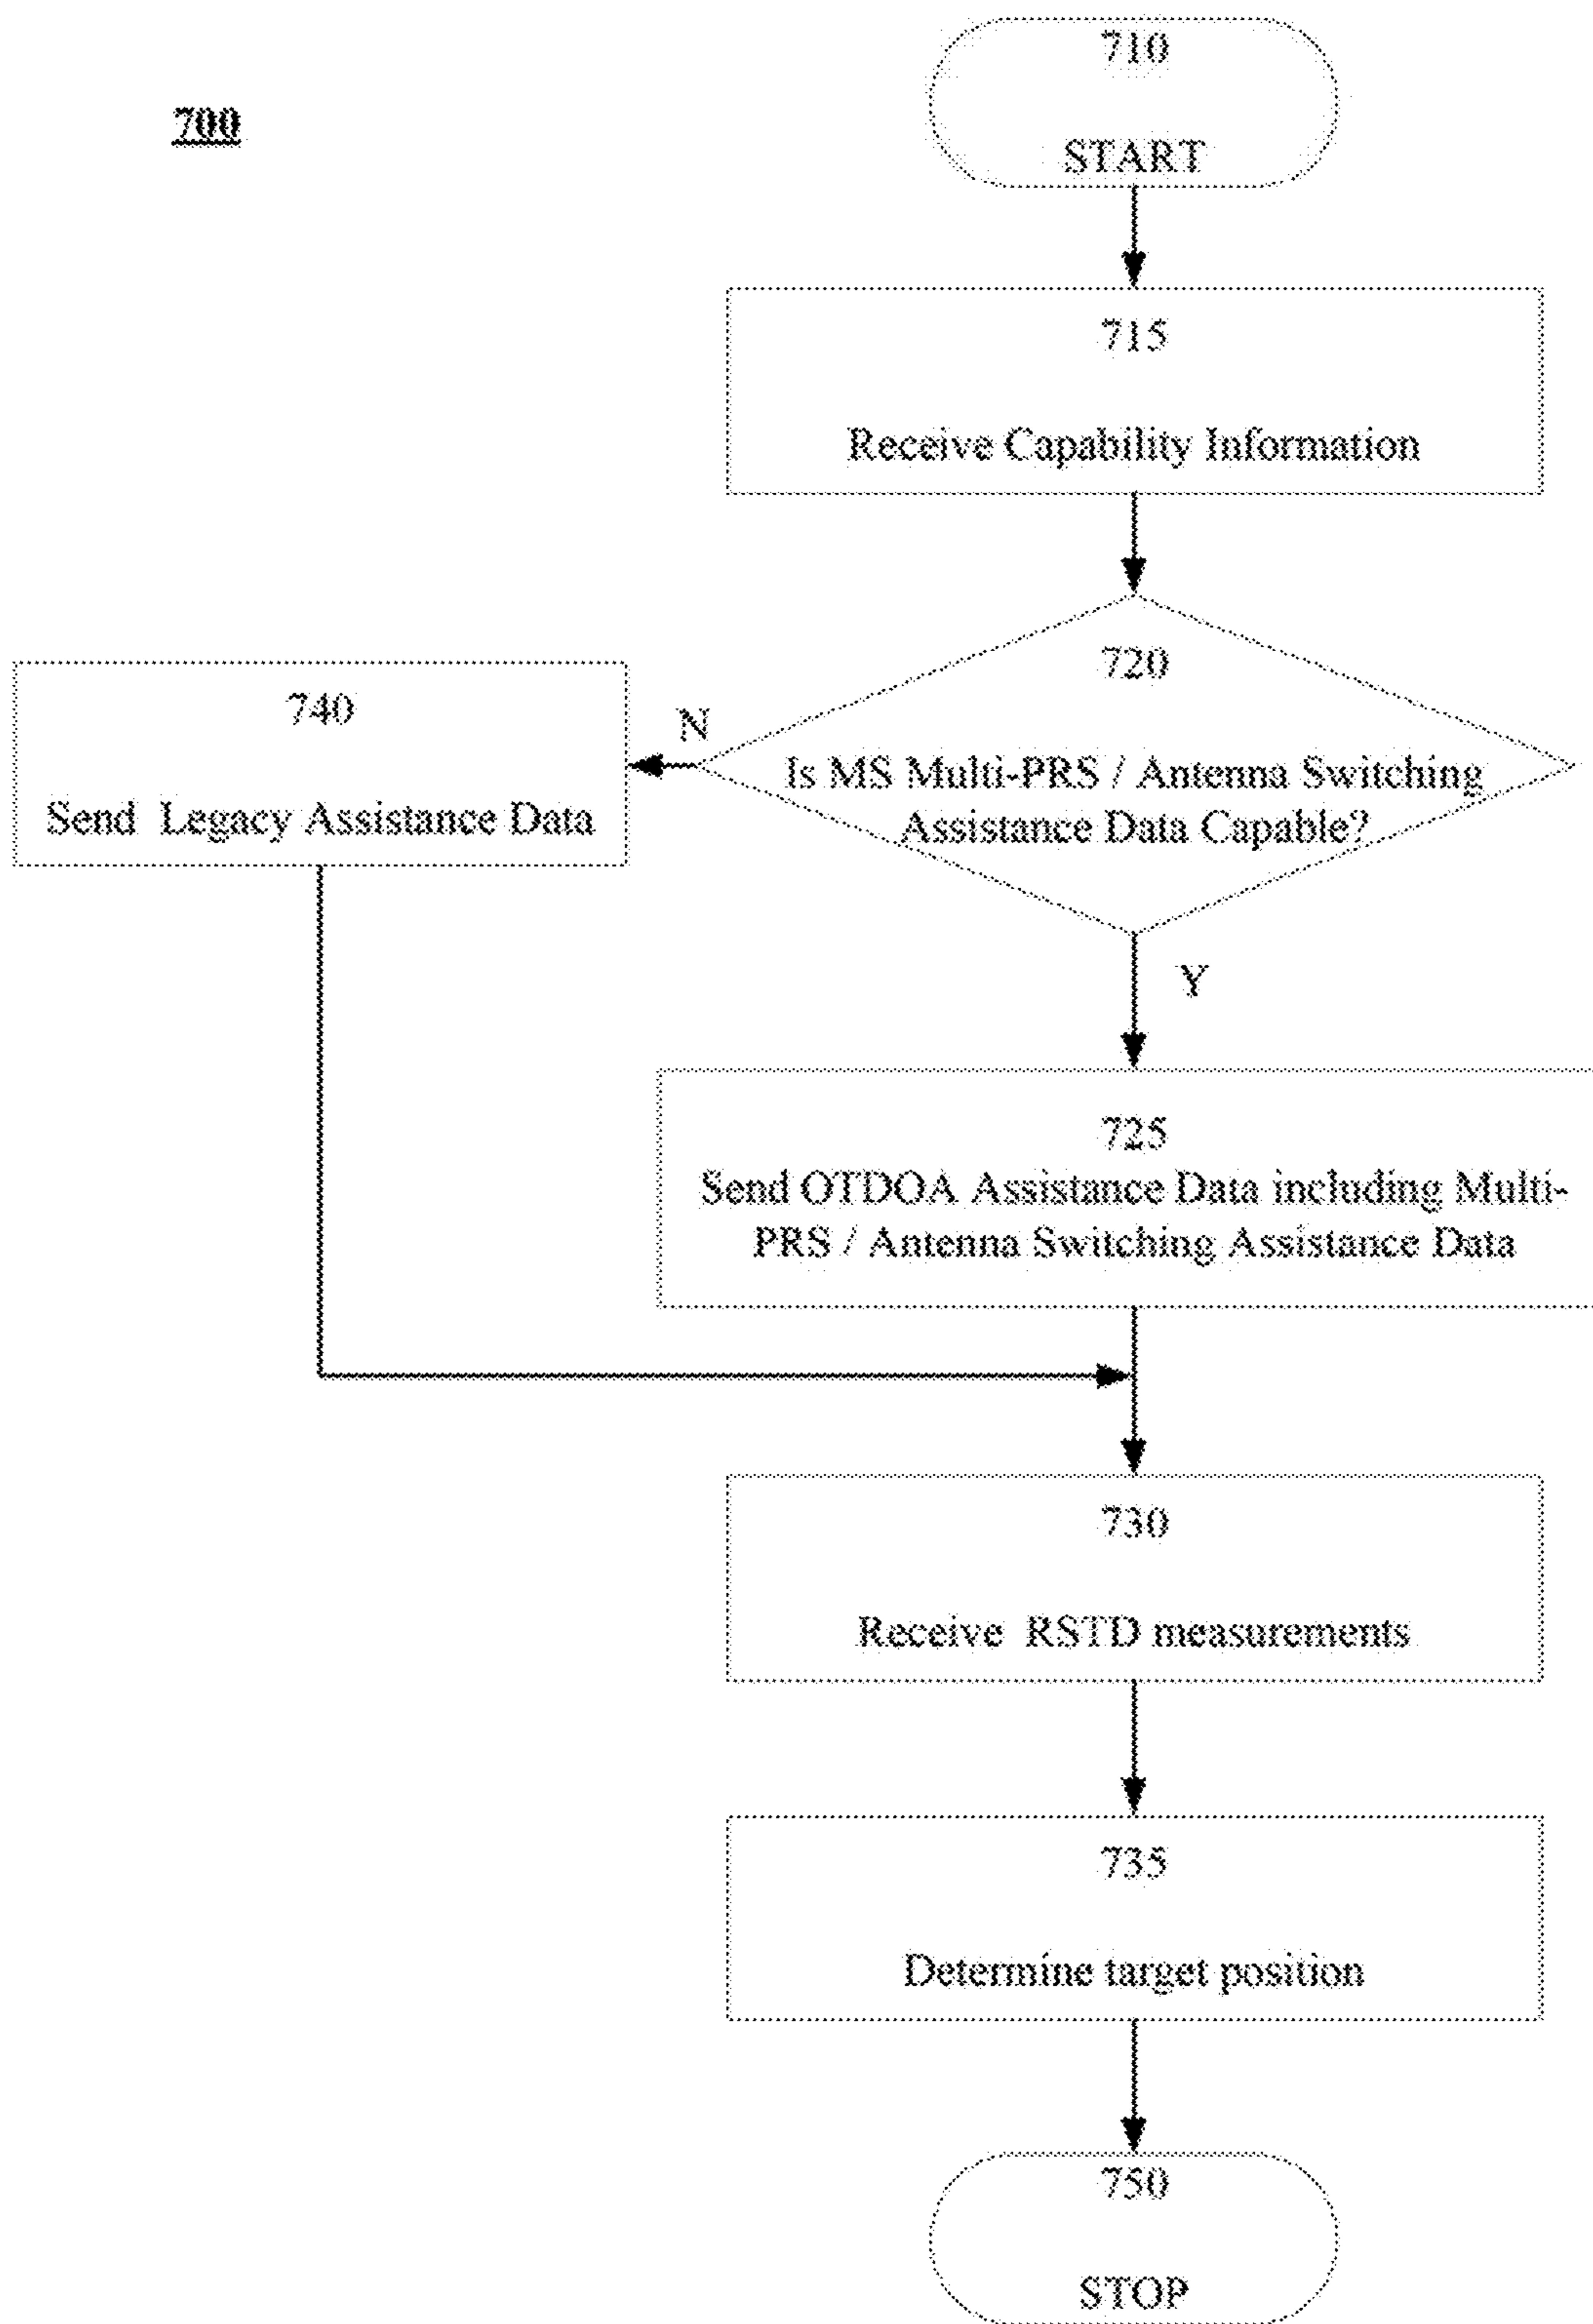 700
710
START
715
Receive Capability Information
720
Is MS Multi-PRS / Antenna Switching
Assistance Data Capable?
N
740
Send Legacy Assistance Data
Y
725
Send OTDOA Assistance Data including Multi-
PRS / Antenna Switching Assistance Data
730
Receive RSTD measurements
735
Determine target position
750
STOP